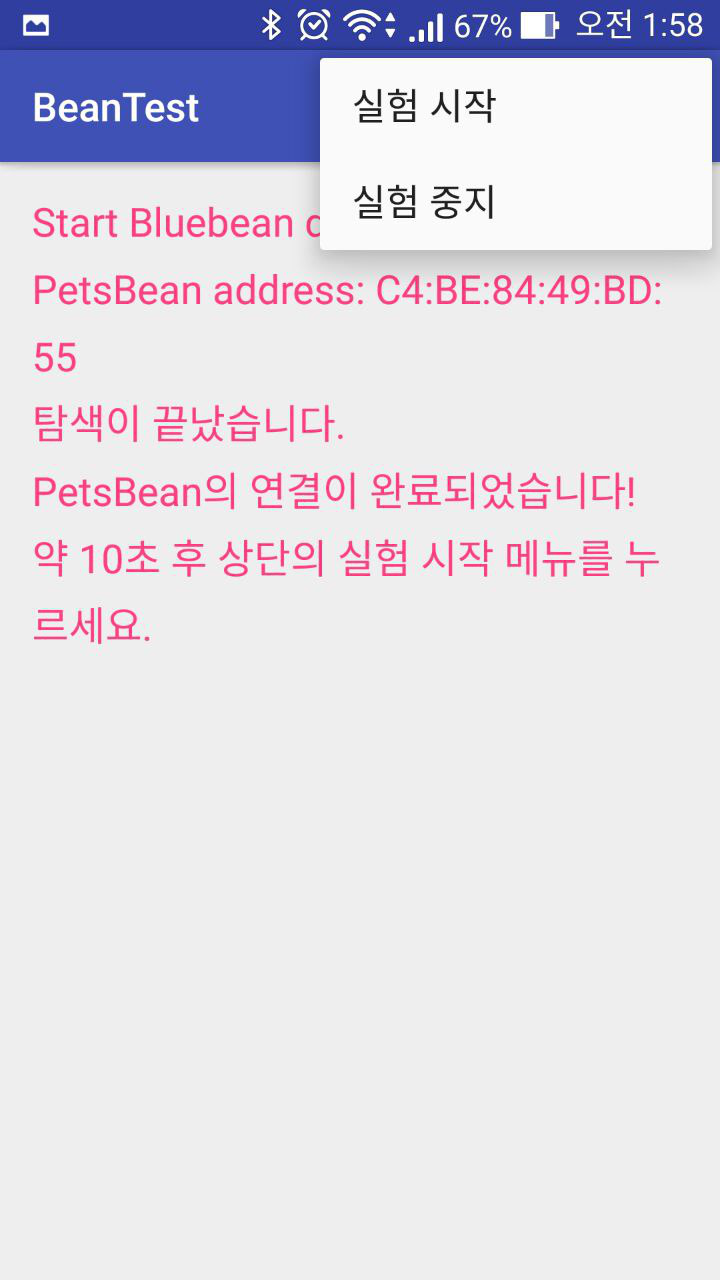 67% 오전 1:58
BeanTest
실험 시작
실험 중지
Start Bluebean
PetsBean address: C4:BE:84:49:BD:
55
탐색이 끝났습니다.
PetsBean의 연결이 완료되었습니다!
약 10초 후 상단의 실험 시작 메뉴를 누
르세요.